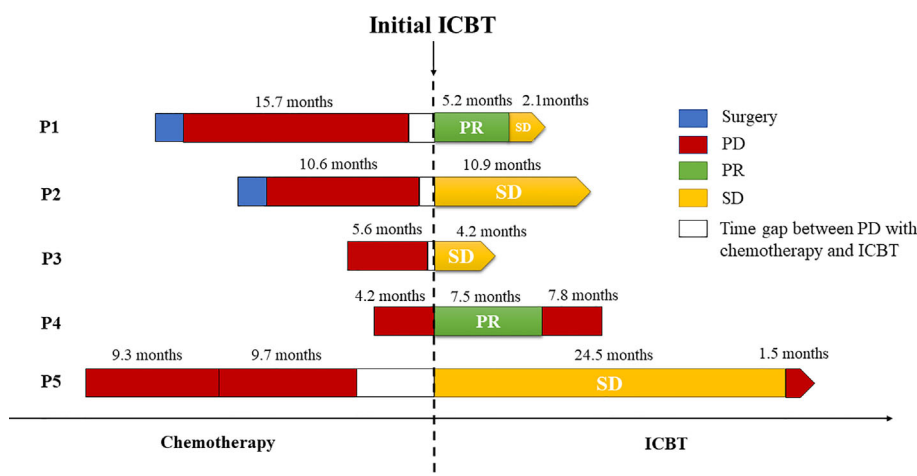 Initial ICBT
15.7 months
5.2 months
2.1months
P1
PR
SD
10.6 months
10.9 months
P2
SD
5.6 months
4.2 months
P3
SD
4.2 months
7.5 months
7.8 months
P4
PR
9.3 months
9.7 months
24.5 months
1.5 months
P5
SD
Chemotherapy
ICBT
Surgery
PD
PR
SD
Time gap between PD with
chemotherapy and ICBT